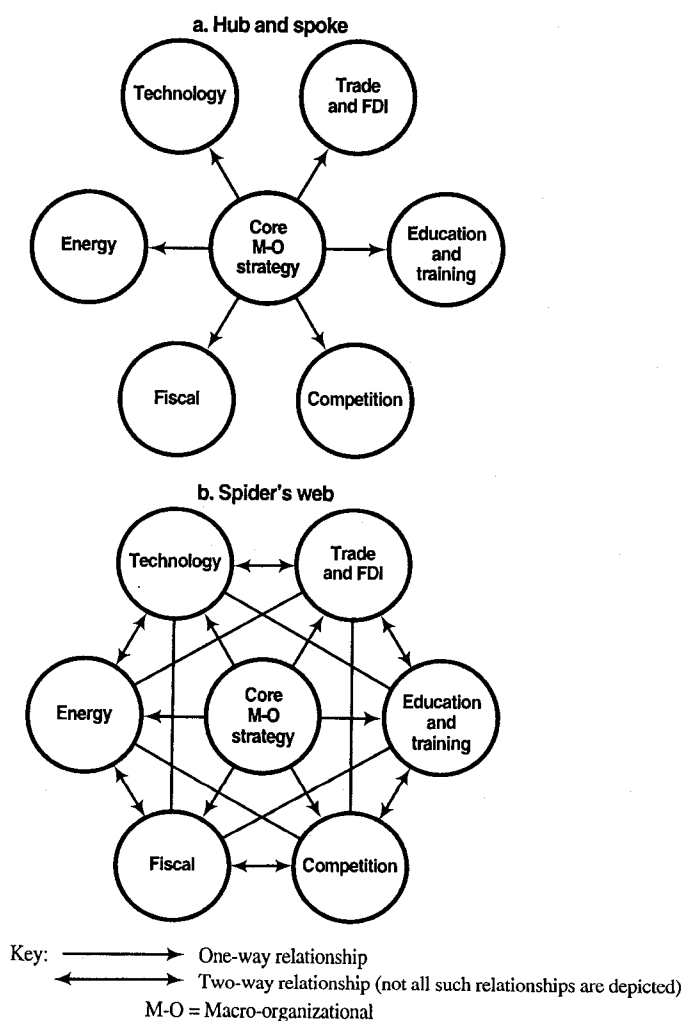 a. Hub and spoke
Technology
Trade
and FDI
Energy
Core
M-O
strategy
Education
and
training
Fiscal
Competition
b. Spider's web
Technology
Trade
and FDI
Energy
Core
M-O
strategy
Education
and
training
Fiscal
Competition
Key: One-way relationship
Two-way relationship (not all such relationships are depicted)
M-O = Macro-organizational